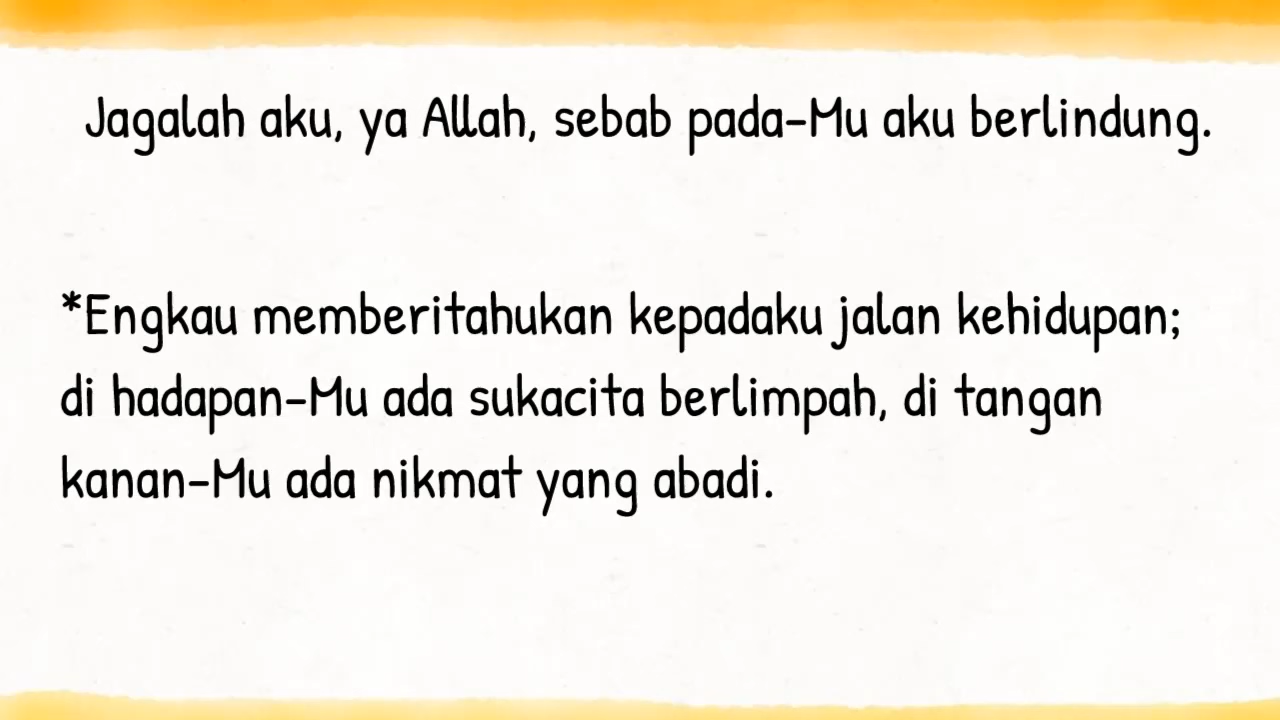 Jagalah aku, ya Allah, sebab pada-Mu aku berlindung.
*Engkau memberitahukan kepadaku jalan kehidupan;
di hadapan-Mu ada sukacita berlimpah, di tangan
kanan-Mu ada nikmat yang abadi.